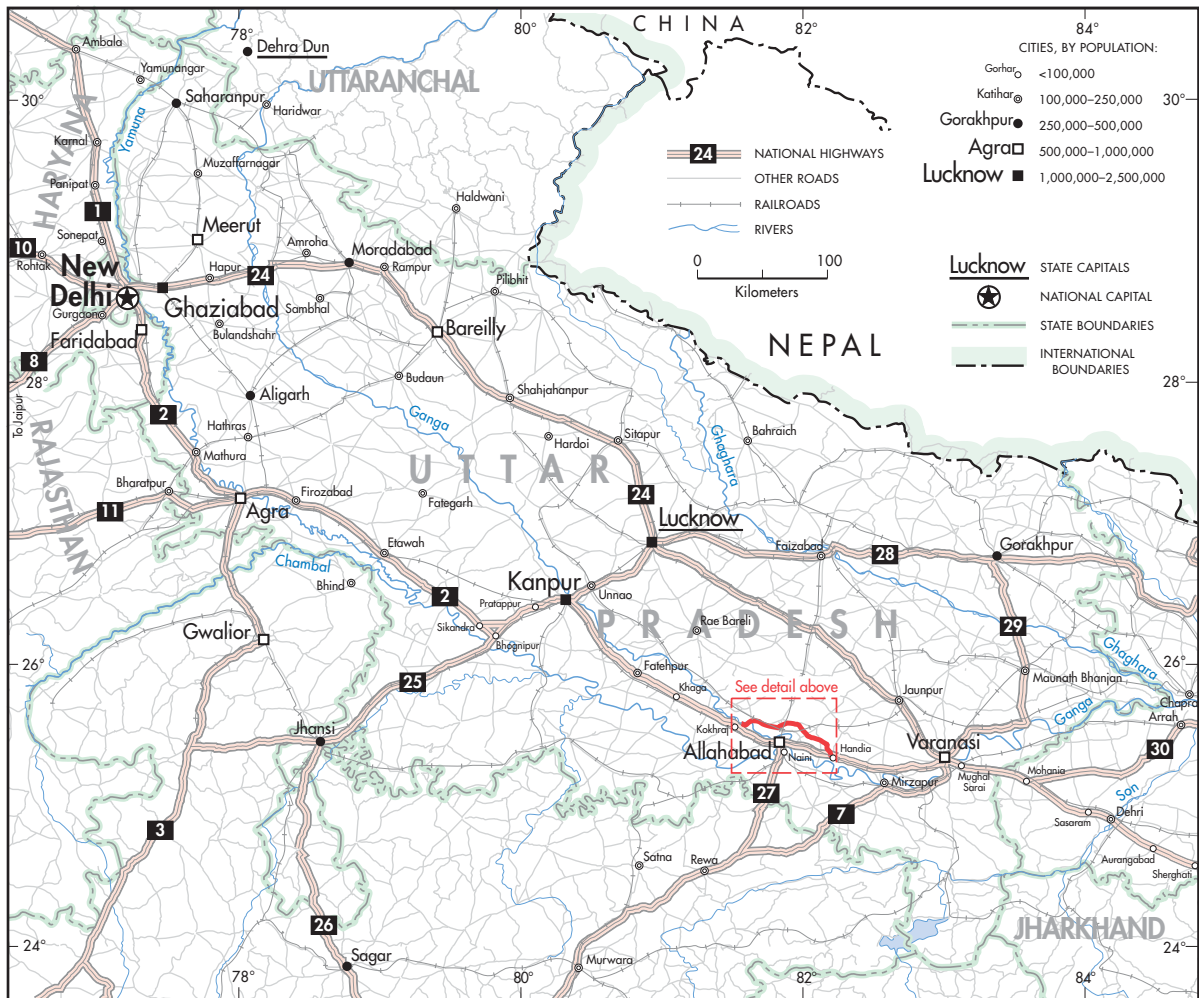 CHINA
78°
80°
82°
84°
Ambala
Dehra Dun
Yamunangar
UTTARANCHAL
Saharanpur
Haridwar
30°
30°
HARYANA
Yamuna
Karnal
Muzaffarnagar
Panipat
1
Haldwani
Sonepat
Meerut
10
Rohtak
Amroha
Moradabad
Hapur
24
Rampur
Pilibhit
New
Delhi
Gurgaon
Ghaziabad
Sambhal
Bulandshahr
Faridabad
Bareilly
8
28°
28°
To Jaipur
Budaun
Aligarh
Shahjahanpur
2
Ganga
Hathras
Hardoi
Sitapur
Bahraich
Ghaghara
RAJASTHAN
Mathura
UTTAR
Bharatpur
Firozabad
Fategarh
24
11
Agra
Lucknow
Etawah
Faizabad
28
Gorakhpur
Chambal
Bhind
Kanpur
Unnao
2
Pratappur
PRADESH
Sikandra
Bhognipur
Rae Bareli
29
Gwalior
26°
26°
25
Fatehpur
Maunath Bhanjan
Ghaghara
See detail above
Khaga
Jaunpur
Ganga
Chapra
Arrah
Jhansi
Kokhraj
Allahabad
Naini
Handia
Varanasi
30
Mughal
Sarai
Mohania
Mirzapur
27
7
Son
3
Sasaram
Dehri
Satna
Rewa
Aurangabad
Sherghati
26
JHARKHAND
24°
24°
Sagar
Murwara
78°
80°
82°
84°
NEPAL
CITIES, BY POPULATION:
Gorhar <100,000
Katihar 100,000–250,000
Gorakhpur 250,000–500,000
Agra 500,000–1,000,000
Lucknow 1,000,000–2,500,000
24 NATIONAL HIGHWAYS
OTHER ROADS
RAILROADS
RIVERS
0 100
Kilometers
Lucknow STATE CAPITALS
NATIONAL CAPITAL
STATE BOUNDARIES
INTERNATIONAL
BOUNDARIES